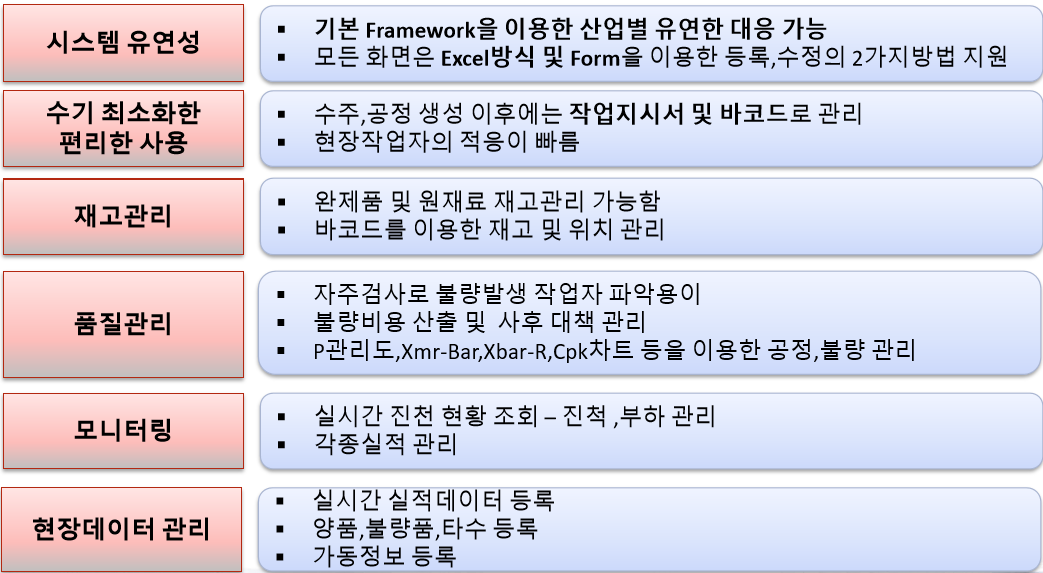 시스템 유연성
▪ 기본 Framework을 이용한 산업별 유연한 대응 가능
▪ 모든 화면은 Excel방식 및 Form을 이용한 등록,수정의 2가지방법 지원
수기 최소화한
편리한 사용
▪ 수주,공정 생성 이후에는 작업지시서 및 바코드로 관리
▪ 현장작업자의 적응이 빠름
재고관리
▪ 완제품 및 원재료 재고관리 가능함
▪ 바코드를 이용한 재고 및 위치 관리
품질관리
▪ 자주검사로 불량발생 작업자 파악용이
▪ 불량비용 산출 및 사후 대책 관리
▪ P관리도,Xmr-Bar,Xbar-R,Cpk차트 등을 이용한 공정,불량 관리
모니터링
▪ 실시간 진천 현황 조회 – 진척 ,부하 관리
▪ 각종실적 관리
현장데이터 관리
▪ 실시간 실적데이터 등록
▪ 양품,불량품,타수 등록
▪ 가동정보 등록